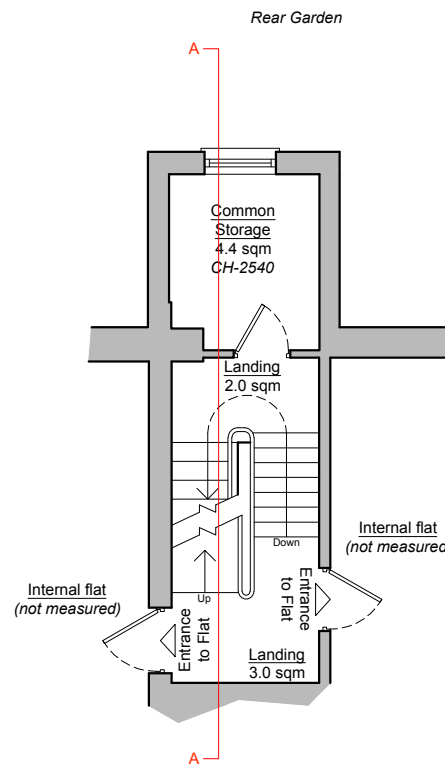 Rear Garden
A
Common
Storage
4.4 sqm
CH-2540
Landing
2.0 sqm
Internal flat
(not measured)
Down
Internal flat
(not measured)
Up
Entrance
to Flat
Entrance
to Flat
Landing
3.0 sqm
A